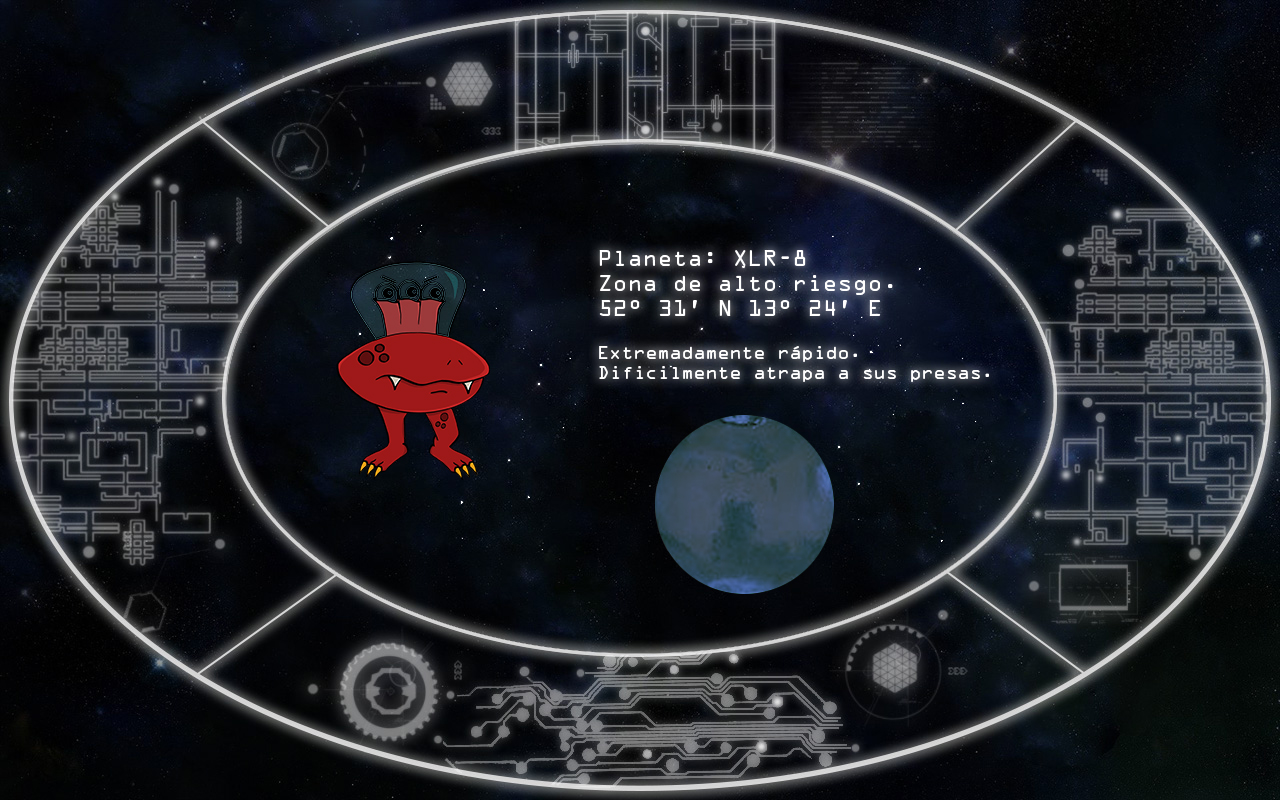 Planeta: XLR-8
Zona de alto riesgo.
52º 31' N 13º 24' E
Extremadamente rápido.
Dificilmente atrapa a sus presas.